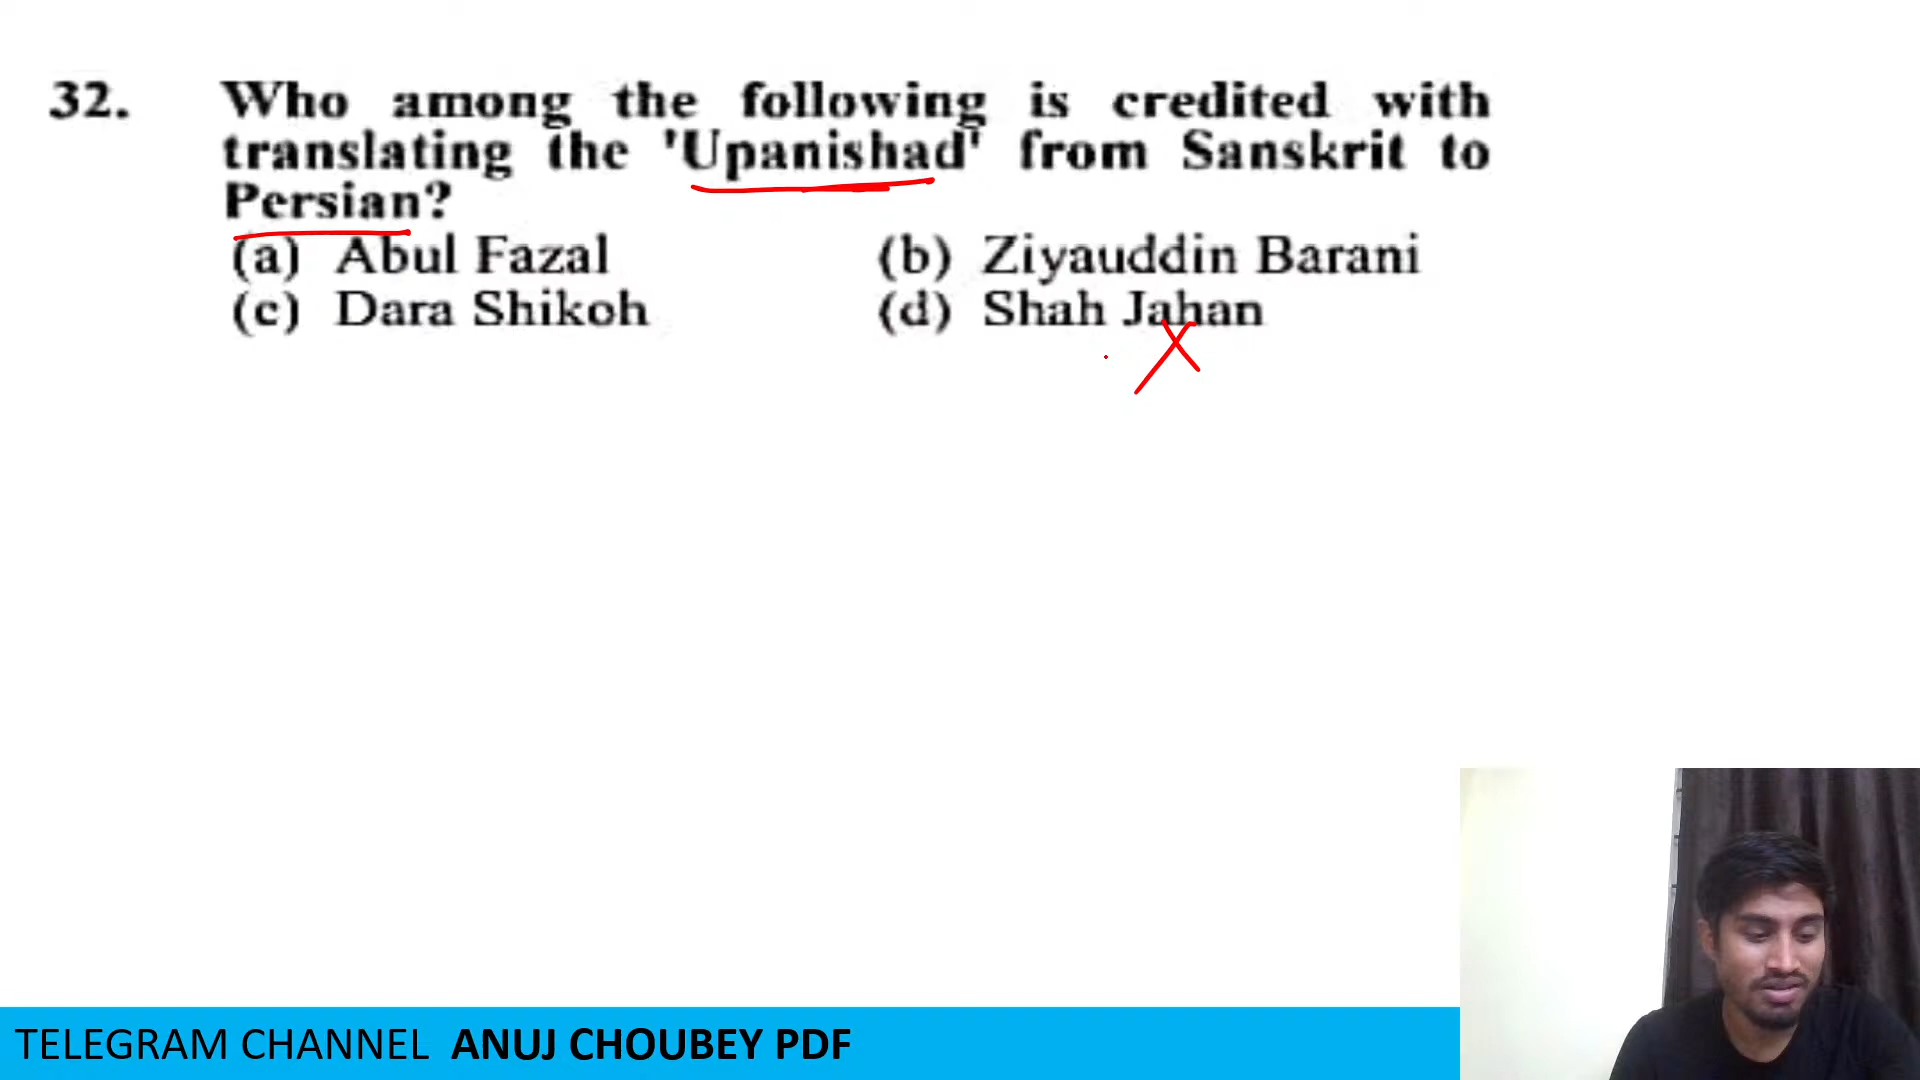 32. Who among the following is credited with
translating the 'Upanishad' from Sanskrit to
Persian?
(a) Abul Fazal (b) Ziyauddin Barani
(c) Dara Shikoh (d) Shah Jahan
TELEGRAM CHANNEL ANUJ CHOUBEY PDF